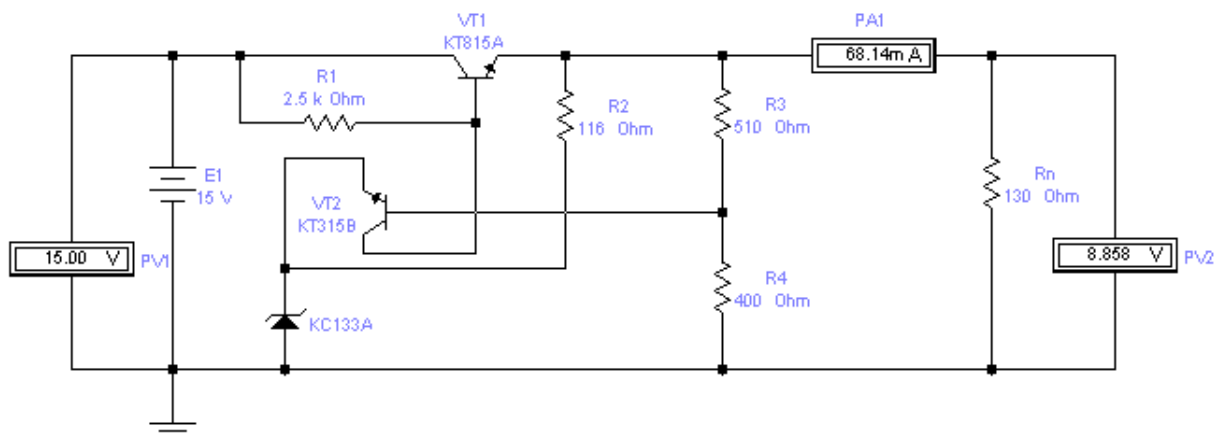 VT1
KT815A
PA1
68.14m A
R1
2.5 k Ohm
R2
116 Ohm
R3
510 Ohm
E1
15 V
VT2
KT315B
Rn
130 Ohm
15.00 V
PV1
8.858 V
PV2
R4
400 Ohm
KC133A